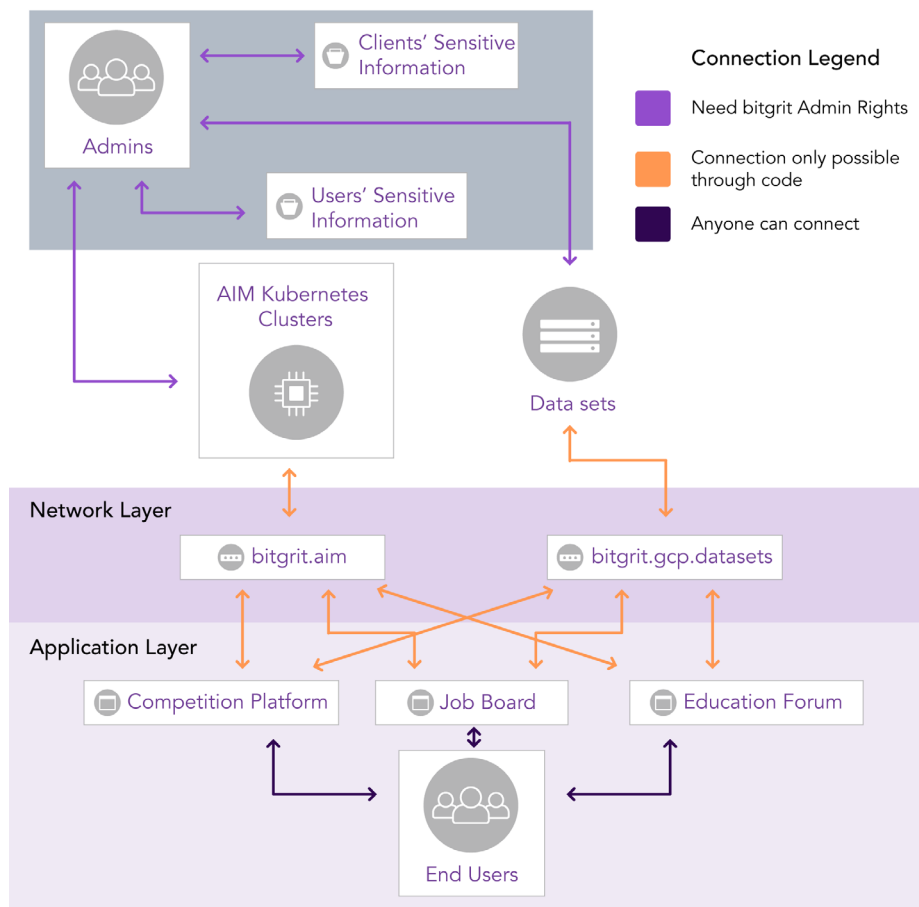 Clients' Sensitive
Information
Admins
Users' Sensitive
Information
Connection Legend
Need bitgrit Admin Rights
Connection only possible
through code
Anyone can connect
AIM Kubernetes
Clusters
Data sets
Network Layer
bitgrit.aim
bitgrit.gcp.datasets
Application Layer
Competition Platform
Job Board
Education Forum
End Users